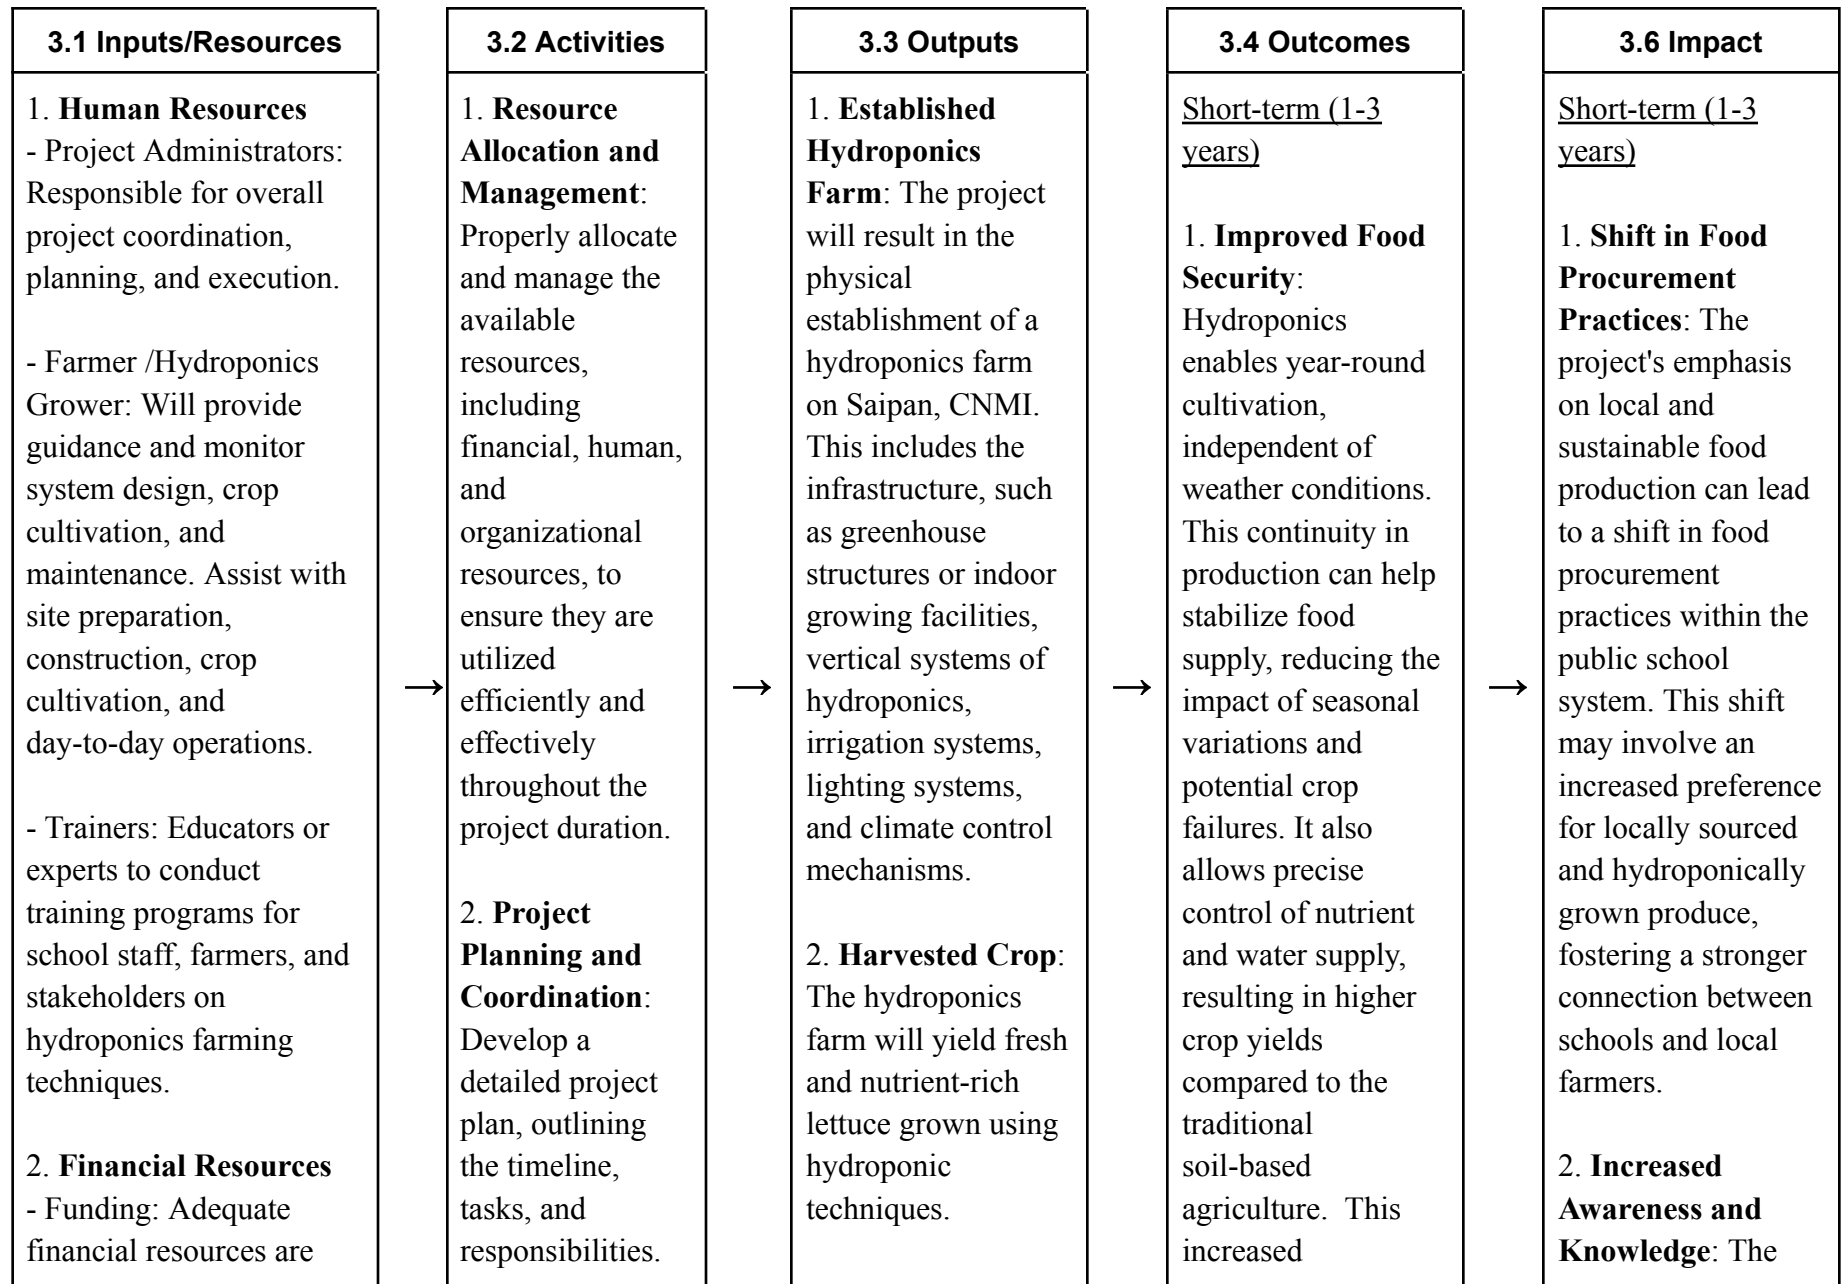 3.1 Inputs/Resources
1. Human Resources
- Project Administrators:
Responsible for overall
project coordination,
planning, and execution.
- Farmer /Hydroponics
Grower: Will provide
guidance and monitor
system design, crop
cultivation, and
maintenance. Assist with
site preparation,
construction, crop
cultivation, and
day-to-day operations.
- Trainers: Educators or
experts to conduct
training programs for
school staff, farmers, and
stakeholders on
hydroponics farming
techniques.
2. Financial Resources
- Funding: Adequate
financial resources are
→
3.2 Activities
1. Resource
Allocation and
Management:
Properly allocate
and manage the
available
resources,
including
financial, human,
and
organizational
resources, to
ensure they are
utilized
efficiently and
effectively
throughout the
project duration.
2. Project
Planning and
Coordination:
Develop a
detailed project
plan, outlining
the timeline,
tasks, and
responsibilities.
→
3.3 Outputs
1. Established
Hydroponics
Farm: The project
will result in the
physical
establishment of a
hydroponics farm
on Saipan, CNMI.
This includes the
infrastructure, such
as greenhouse
structures or indoor
growing facilities,
vertical systems of
hydroponics,
irrigation systems,
lighting systems,
and climate control
mechanisms.
2. Harvested Crop:
The hydroponics
farm will yield fresh
and nutrient-rich
lettuce grown using
hydroponic
techniques.
→
3.4 Outcomes
Short-term (1-3
years)
1. Improved Food
Security:
Hydroponics
enables year-round
cultivation,
independent of
weather conditions.
This continuity in
production can help
stabilize food
supply, reducing the
impact of seasonal
variations and
potential crop
failures. It also
allows precise
control of nutrient
and water supply,
resulting in higher
crop yields
compared to the
traditional
soil-based
agriculture.  This
increased
→
3.6 Impact
Short-term (1-3
years)
1. Shift in Food
Procurement
Practices: The
project's emphasis
on local and
sustainable food
production can lead
to a shift in food
procurement
practices within the
public school
system. This shift
may involve an
increased preference
for locally sourced
and hydroponically
grown produce,
fostering a stronger
connection between
schools and local
farmers.
2. Increased
Awareness and
Knowledge: The